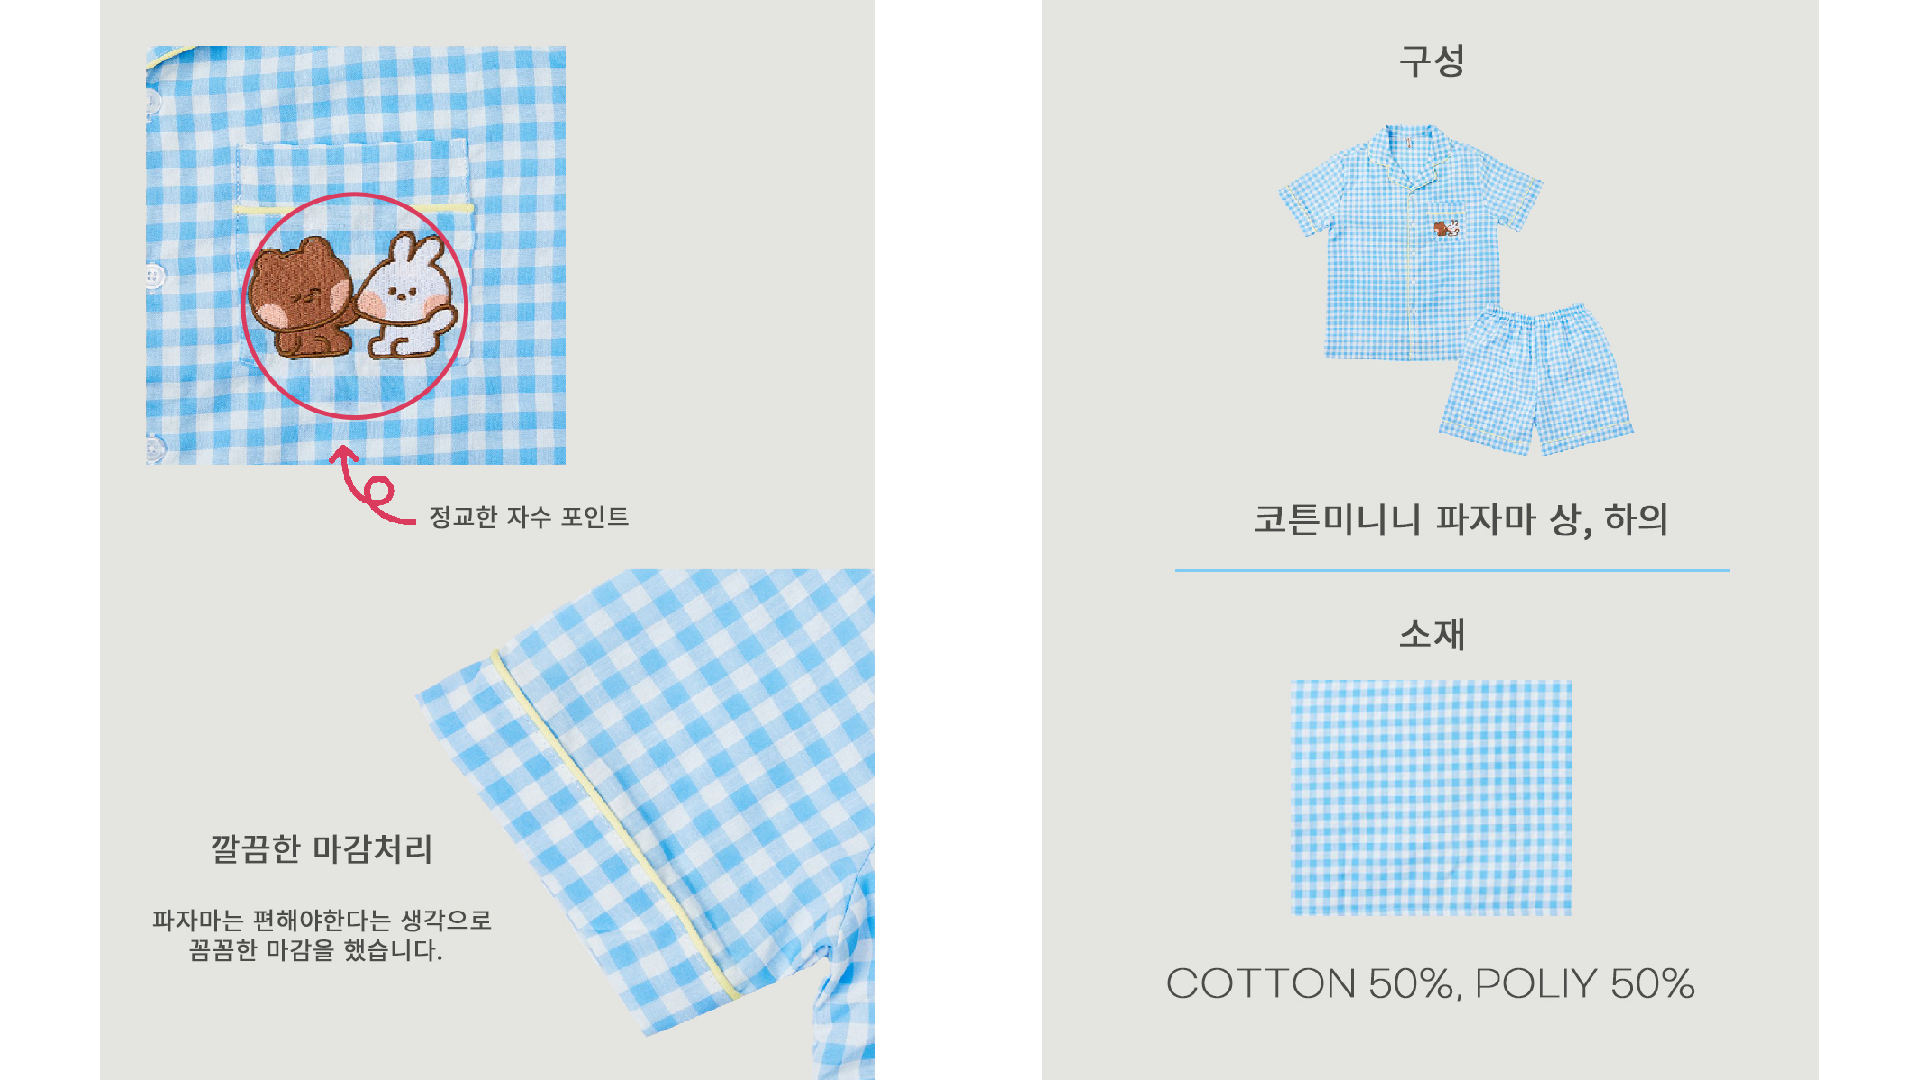 정교한 자수 포인트
깔끔한 마감처리
파자마는 편해야한다는 생각으로
꼼꼼한 마감을 했습니다.
구성
코튼미니니 파자마 상, 하의
소재
COTTON 50%, POLIY 50%